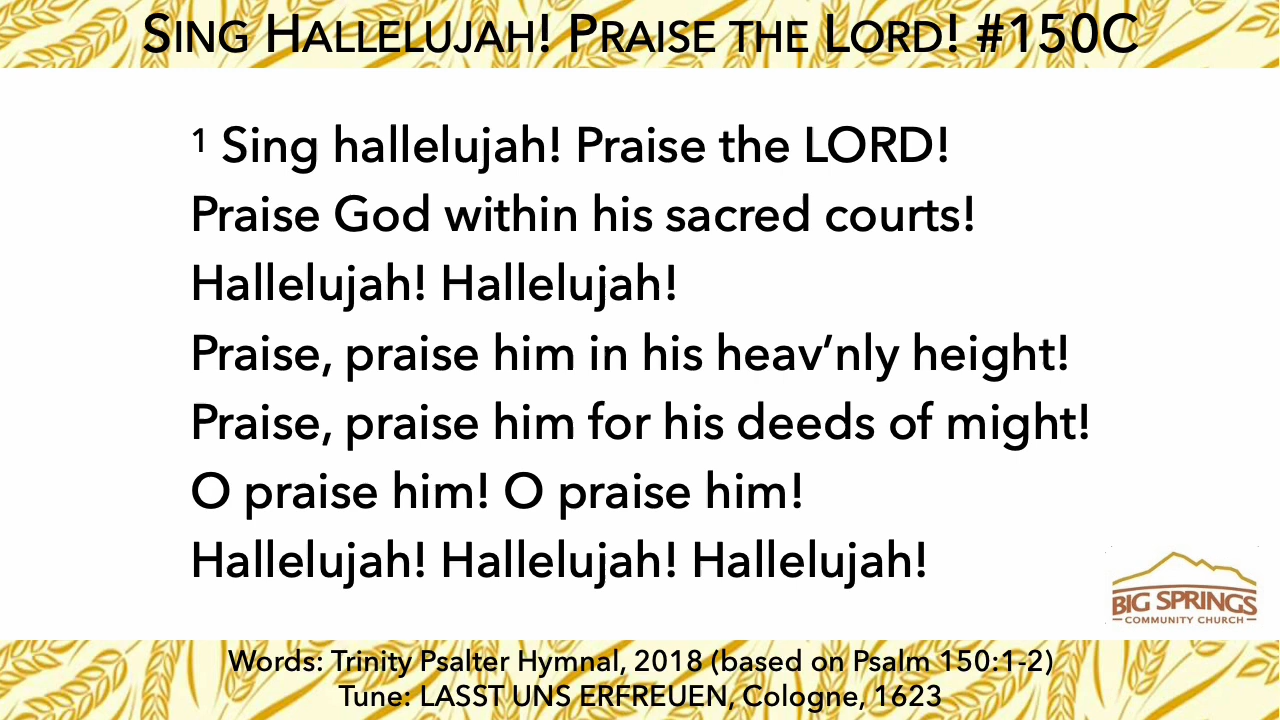 SING HALLELUJAH! PRAISE THE LORD! #150C
¹ Sing hallelujah! Praise the LORD!
Praise God within his sacred courts!
Hallelujah! Hallelujah!
Praise, praise him in his heav’nly height!
Praise, praise him for his deeds of might!
O praise him! O praise him!
Hallelujah! Hallelujah! Hallelujah!
BIG SPRINGS
COMMUNITY CHURCH
Words: Trinity Psalter Hymnal, 2018 (based on Psalm 150:1-2)
Tune: LASST UNS ERFREUEN, Cologne, 1623